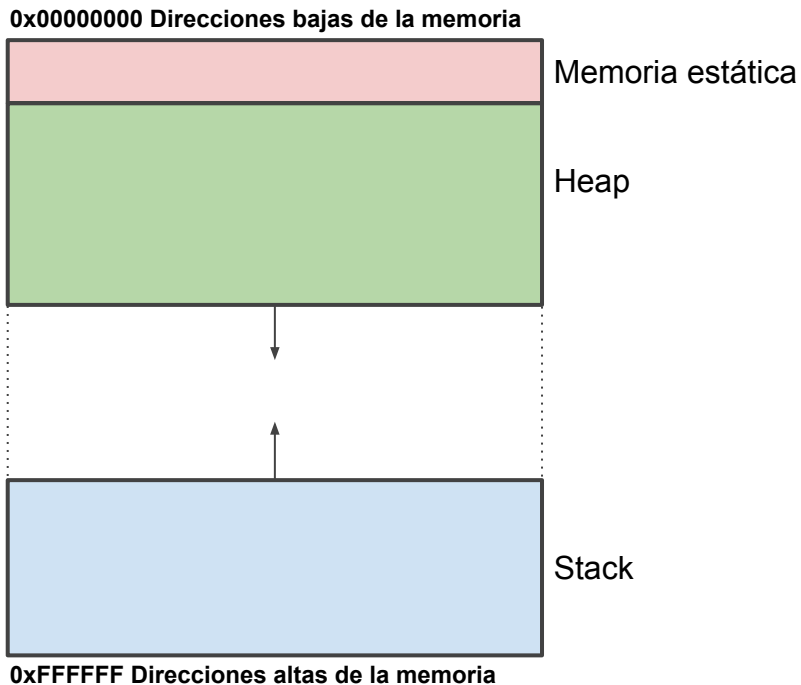 0x00000000 Direcciones bajas de la memoria
Memoria estática
Heap
Stack
0xFFFFFF Direcciones altas de la memoria